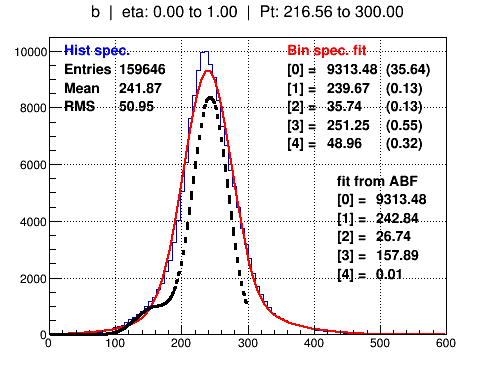 b | eta: 0.00 to 1.00 | Pt: 216.56 to 300.00
Hist spec.
Entries 159646
Mean 241.87
RMS 50.95
Bin spec. fit
[0] = 9313.48 (35.64)
[1] = 239.67 (0.13)
[2] = 35.74 (0.13)
[3] = 251.25 (0.55)
[4] = 48.96 (0.32)
fit from ABF
[0] = 9313.48
[1] = 242.84
[2] = 26.74
[3] = 157.89
[4] = 0.01
10000
8000
6000
4000
2000
0
0 100 200 300 400 500 600